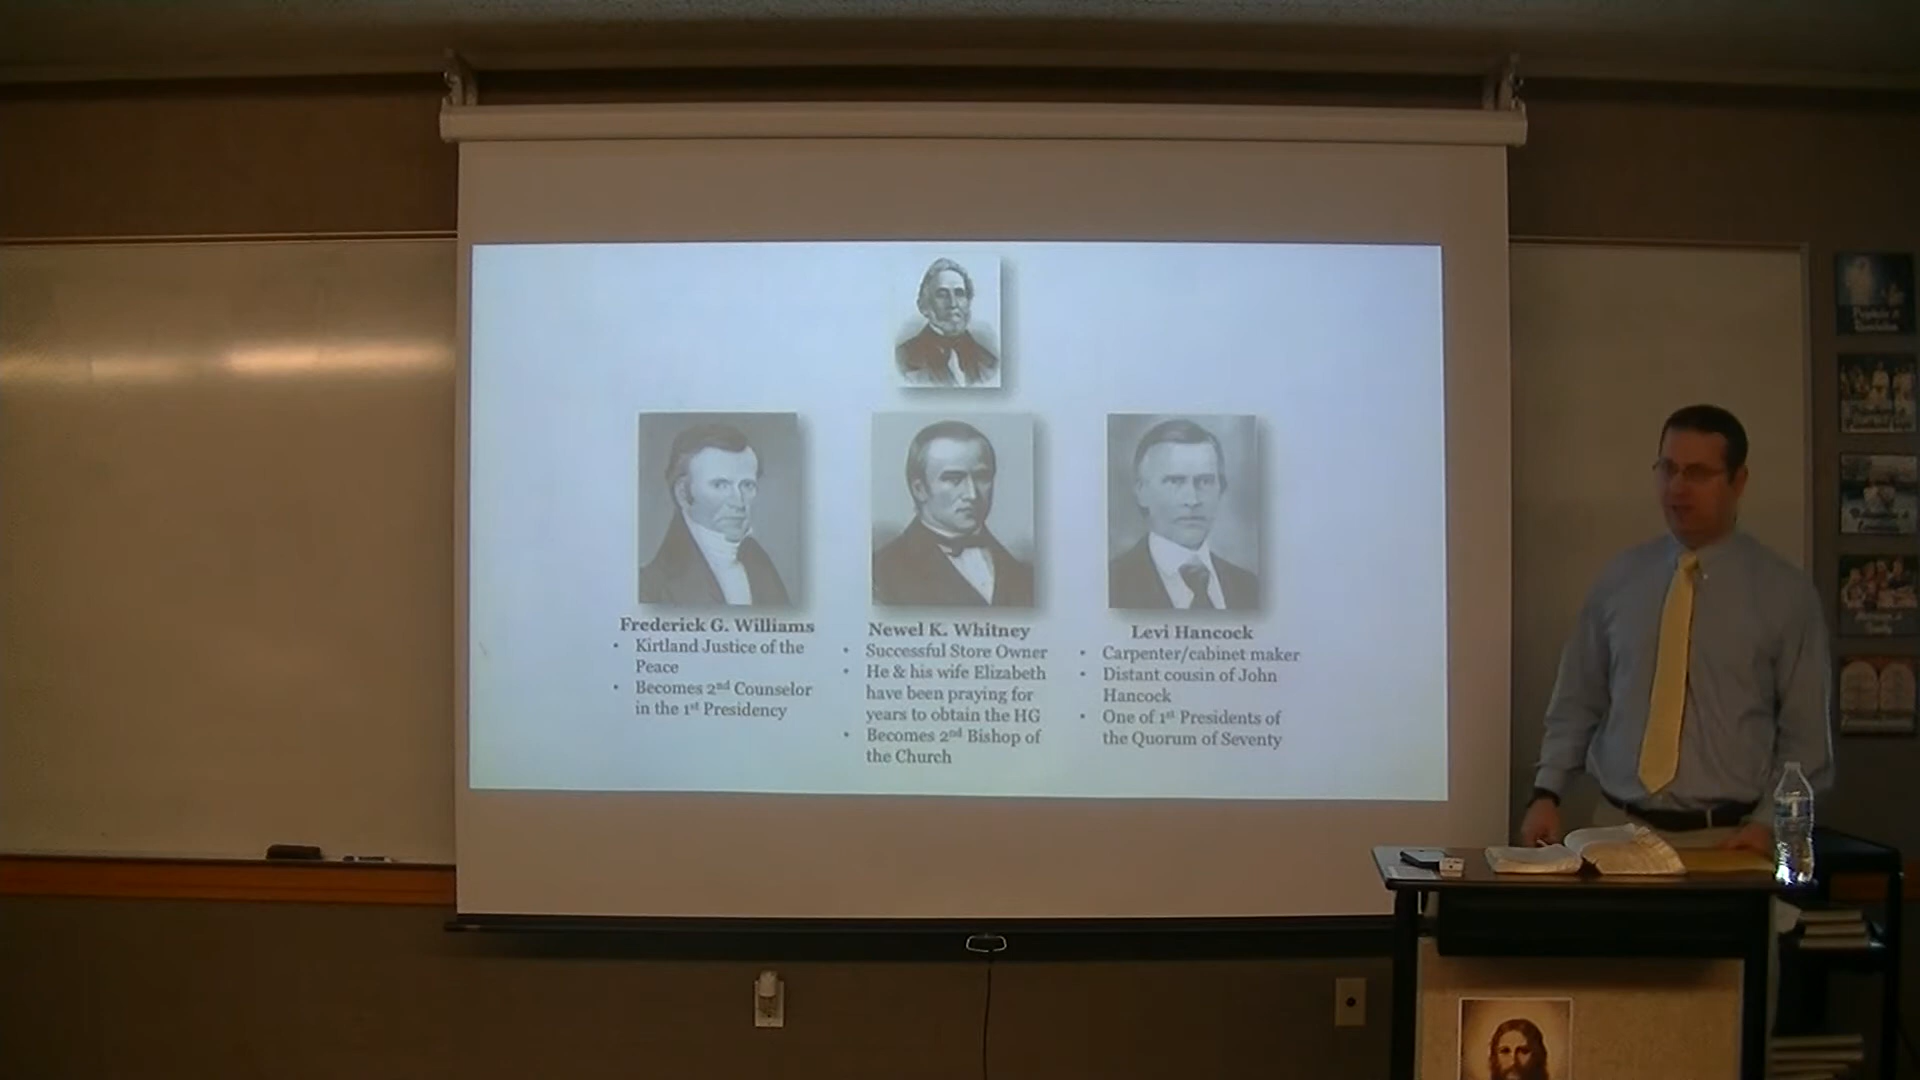 Frederick G. Williams
• Kirtland Justice of the
Peace
• Becomes 2nd Counselor
in the 1st Presidency
Newel K. Whitney
• Successful Store Owner
• He & his wife Elizabeth
have been praying for
years to obtain the HG
• Becomes 2nd Bishop of
the Church
Levi Hancock
• Carpenter/cabinet maker
• Distant cousin of John
Hancock
• One of 1st Presidents of
the Quorum of Seventy